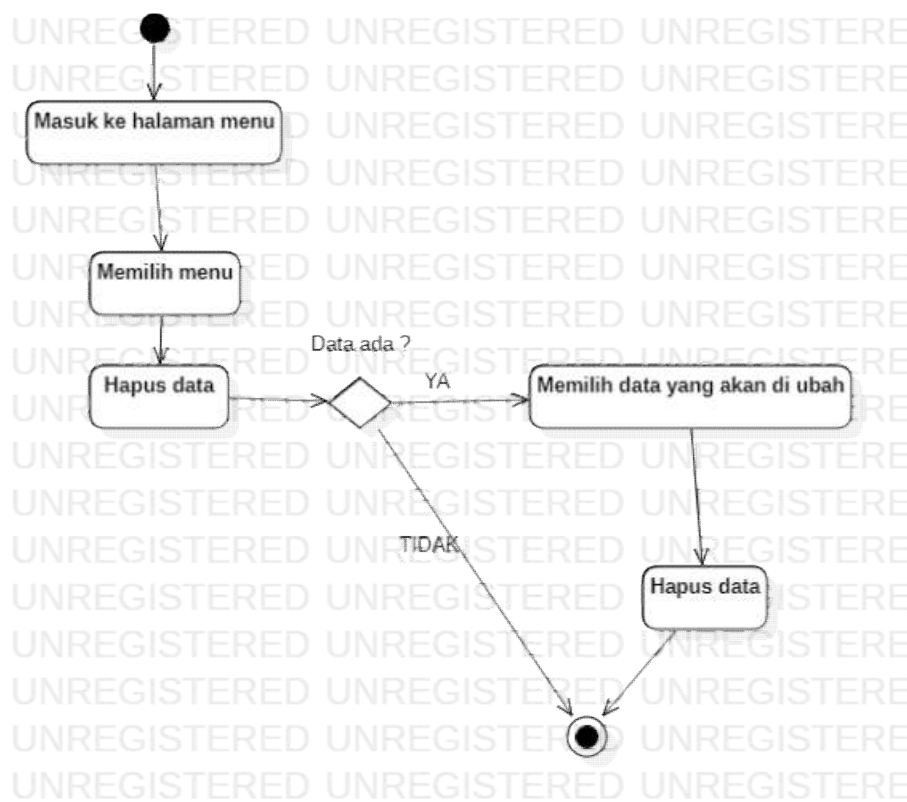 UNREGISTERED UNREGISTERED UNREGISTERE
Masuk ke halaman menu
Memilih menu
Data ada ?
Hapus data
YA
Memilih data yang akan di ubah
TIDAK
Hapus data